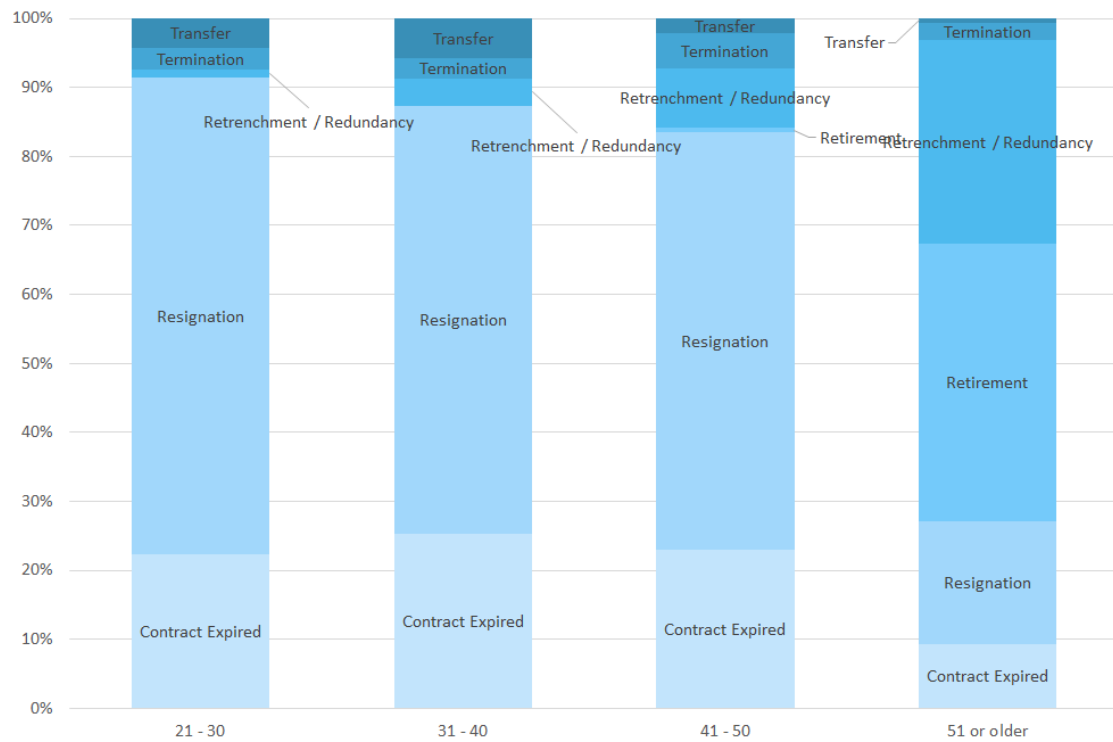 100%
90%
80%
70%
60%
50%
40%
30%
20%
10%
0%
Transfer
Termination
Retrenchment / Redundancy
Resignation
Contract Expired
Transfer
Termination
Retrenchment / Redundancy
Resignation
Contract Expired
Transfer
Termination
Retrenchment / Redundancy
Retirement
Resignation
Contract Expired
Transfer
Termination
Retrenchment / Redundancy
Retirement
Resignation
Contract Expired
21 - 30
31 - 40
41 - 50
51 or older